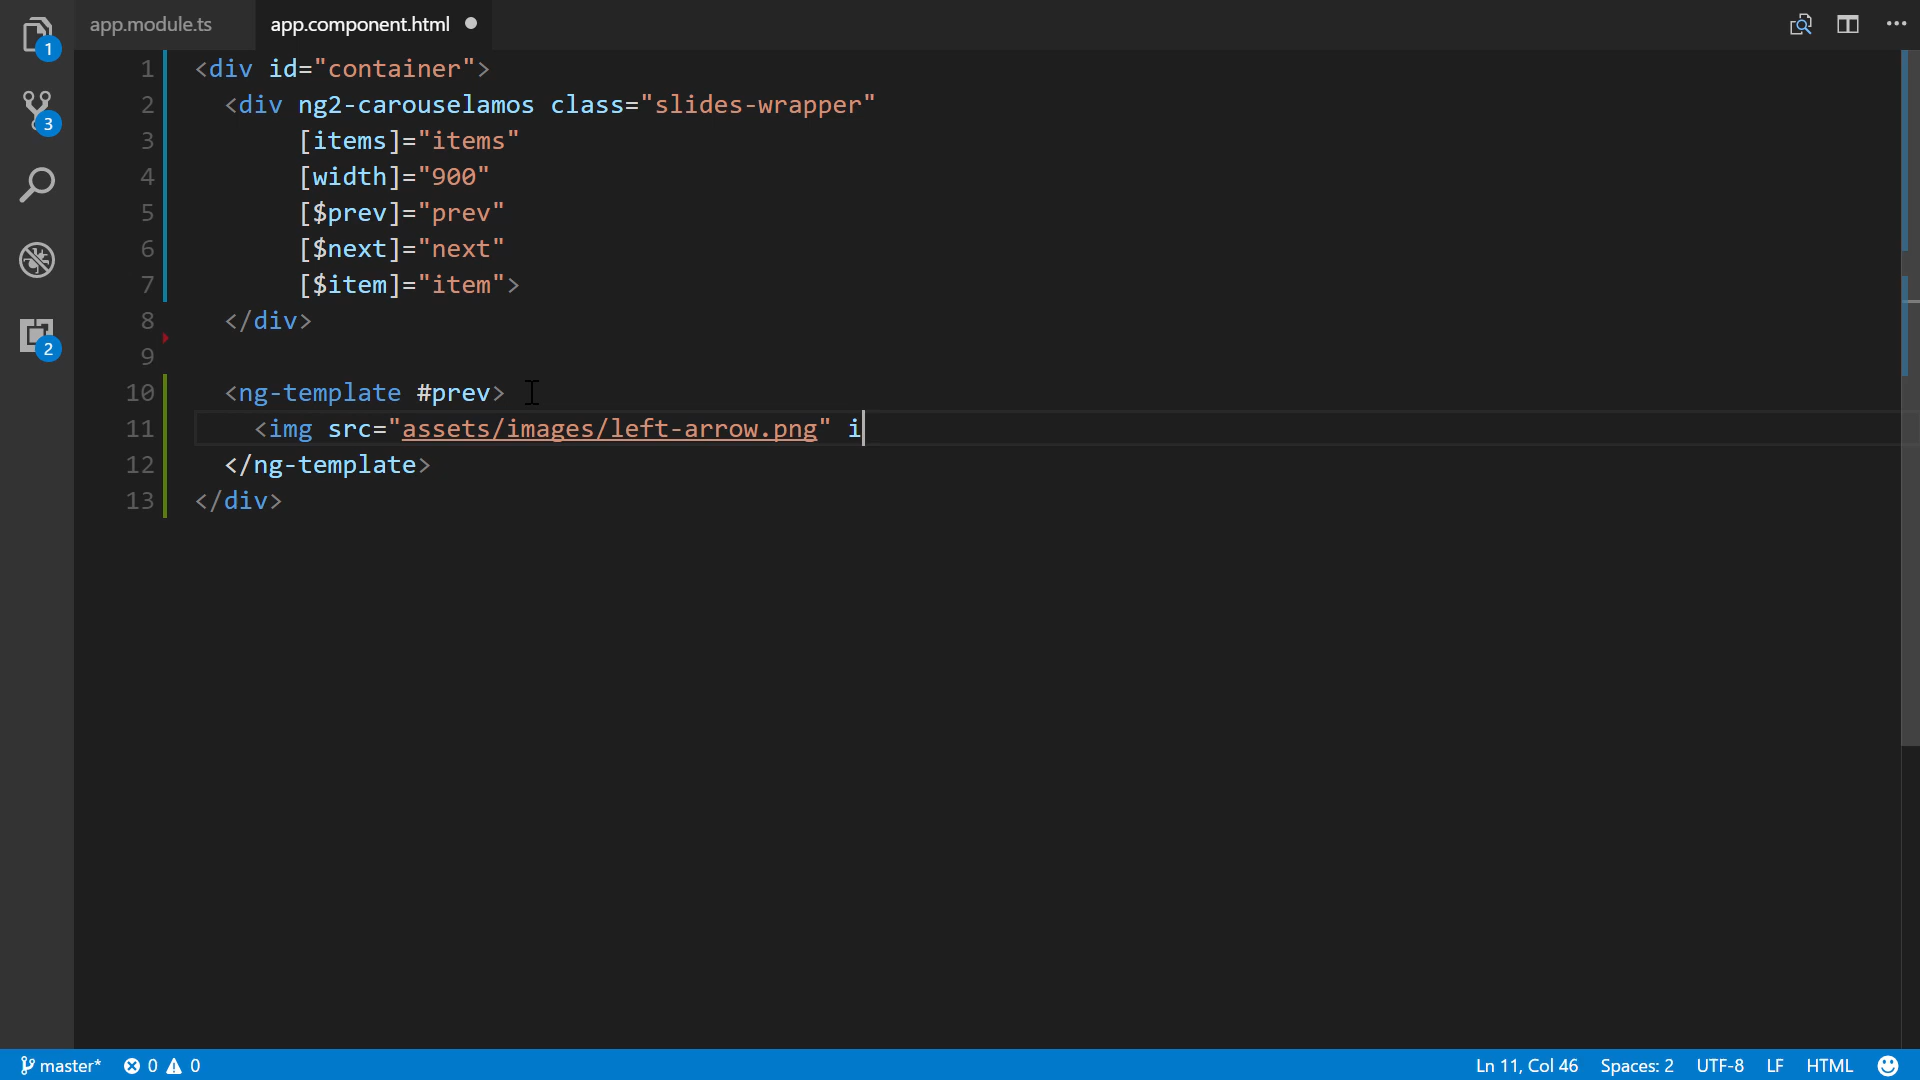 app.module.ts app.component.html
1 <div id="container">
2 <div ng2-carouselamos class="slides-wrapper"
3 [items]="items"
4 [width]="900"
5 [$prev]="prev"
6 [$next]="next"
7 [$item]="item">
8 </div>
9
10 <ng-template #prev>
11 <img src="assets/images/left-arrow.png" i
12 </ng-template>
13 </div>
1
3
2
master* 0 0 Ln 11, Col 46 Spaces: 2 UTF-8 LF HTML